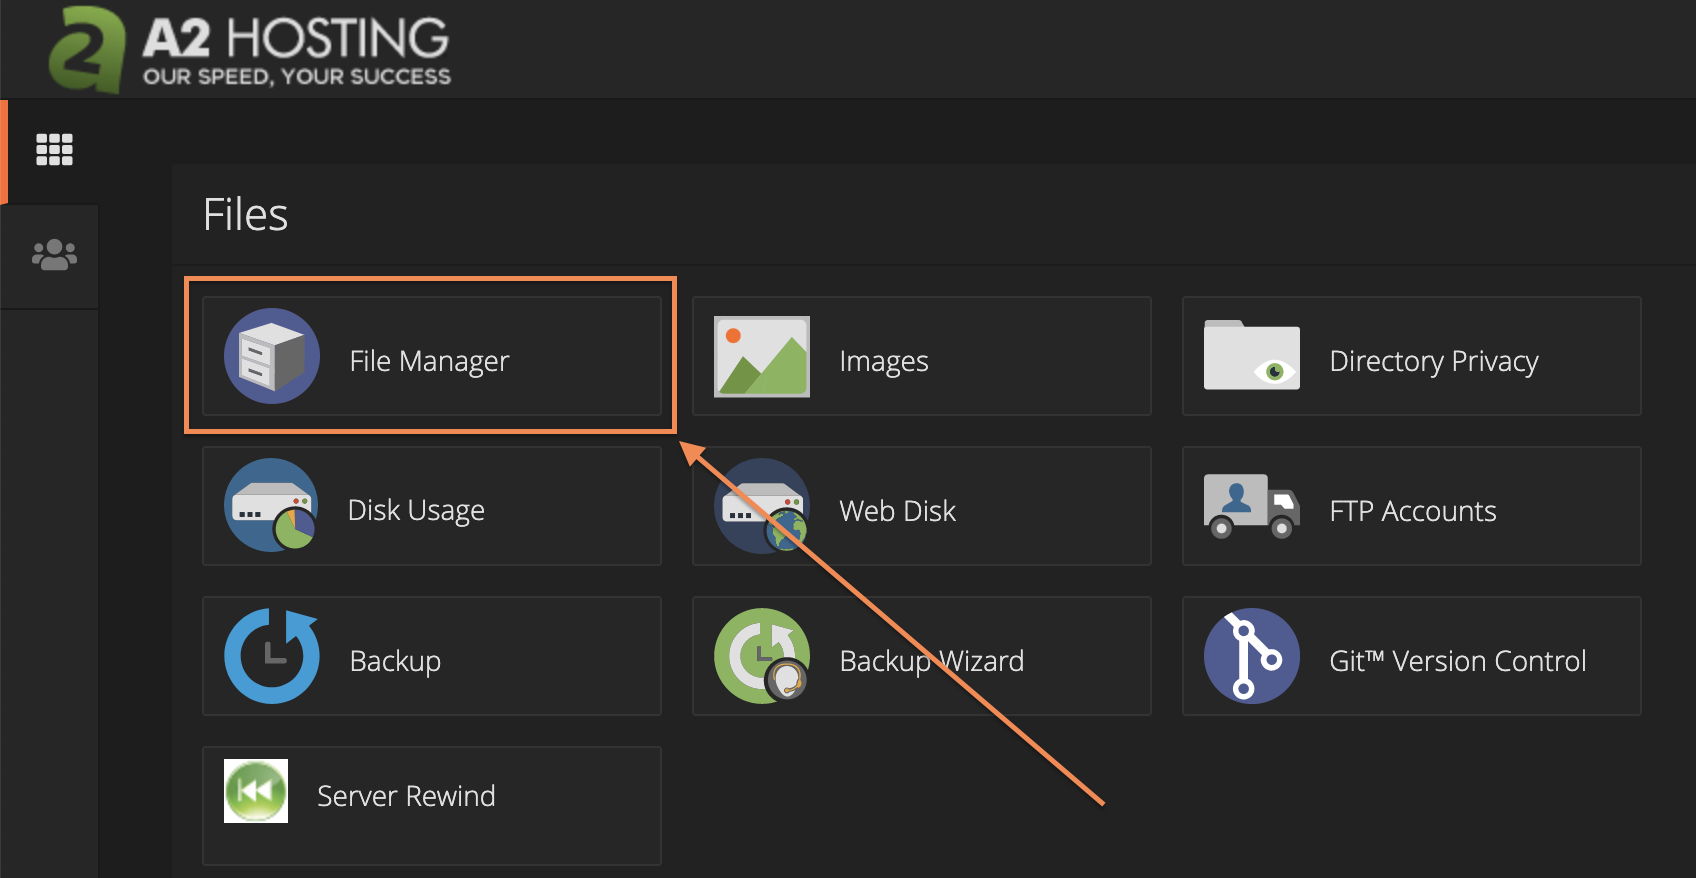 A2 HOSTING
OUR SPEED, YOUR SUCCESS
Files
File Manager
Images
Directory Privacy
Disk Usage
Web Disk
FTP Accounts
Backup
Backup Wizard
Git™ Version Control
Server Rewind